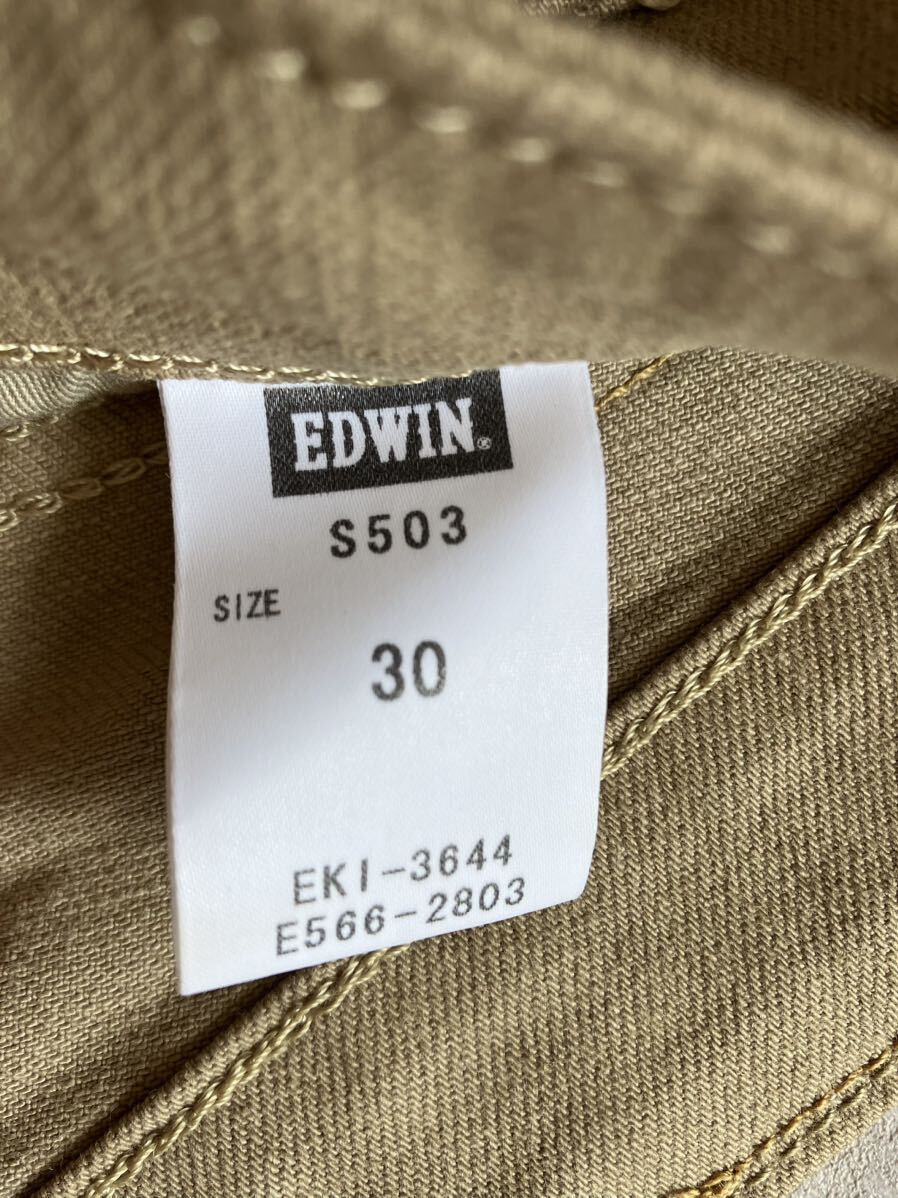 EDWIN®
S503
SIZE
30
EKI-3644
E566-2803